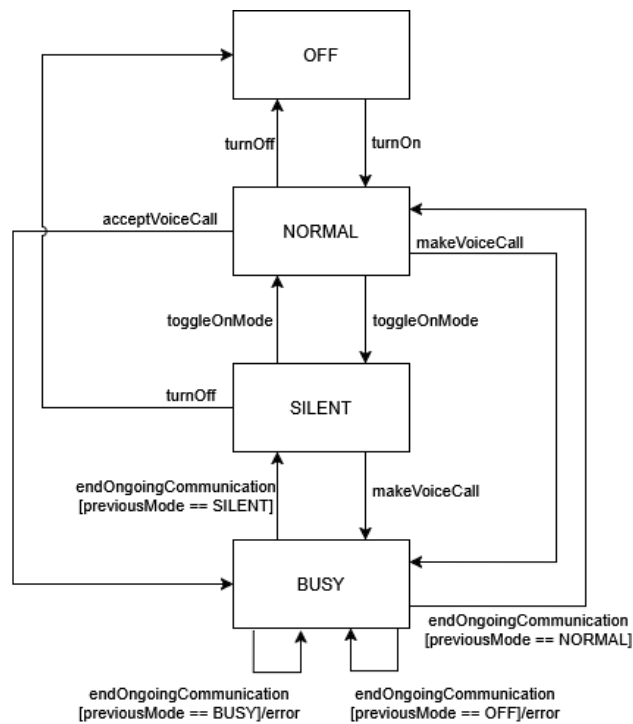 OFF
turnOff
turnOn
acceptVoiceCall
NORMAL
makeVoiceCall
toggleOnMode
toggleOnMode
turnOff
SILENT
endOngoingCommunication
[previousMode == SILENT]
makeVoiceCall
BUSY
endOngoingCommunication
[previousMode == NORMAL]
endOngoingCommunication
[previousMode == BUSY]/error
endOngoingCommunication
[previousMode == OFF]/error